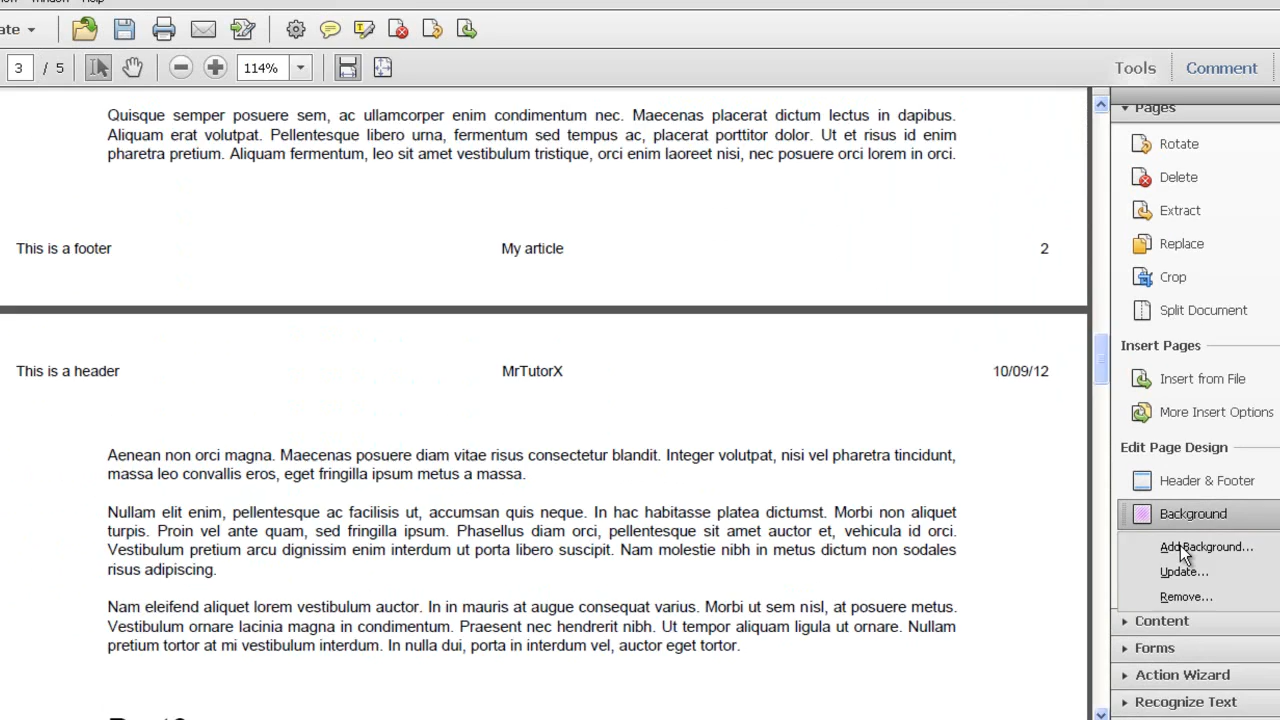 ate
3 / 5
114%
Tools
Comment
Quisque semper posuere sem, ac ullamcorper enim condimentum nec. Maecenas placerat dictum lectus in dapibus.
Aliquam erat volutpat. Pellentesque libero urna, fermentum sed tempus ac, placerat porttitor dolor. Ut et risus id enim
pharetra pretium. Aliquam fermentum, leo sit amet vestibulum tristique, orci enim laoreet nisi, nec posuere orci lorem in orci.
This is a footer
My article
2
This is a header
MrTutorX
10/09/12
Aenean non orci magna. Maecenas posuere diam vitae risus consectetur blandit. Integer volutpat, nisi vel pharetra tincidunt,
massa leo convallis eros, eget fringilla ipsum metus a massa.
Nullam elit enim, pellentesque ac facilisis ut, accumsan quis neque. In hac habitasse platea dictumst. Morbi non aliquet
turpis. Proin vel ante quam, sed fringilla ipsum. Phasellus diam orci, pellentesque sit amet auctor et, vehicula id orci.
Vestibulum pretium arcu dignissim enim interdum ut porta libero suscipit. Nam molestie nibh in metus dictum non sodales
risus adipiscing.
Nam eleifend aliquet lorem vestibulum auctor. In in mauris at augue consequat varius. Morbi ut sem nisl, at posuere metus.
Vestibulum ornare lacinia magna in condimentum. Praesent nec hendrerit nibh. Ut tempor aliquam ligula ut ornare. Nullam
pretium tortor at mi vestibulum interdum. In nulla dui, porta in interdum vel, auctor eget tortor.
Pages
Rotate
Delete
Extract
Replace
Crop
Split Document
Insert Pages
Insert from File
More Insert Options
Edit Page Design
Header & Footer
Background
Add Background...
Update...
Remove...
Content
Forms
Action Wizard
Recognize Text